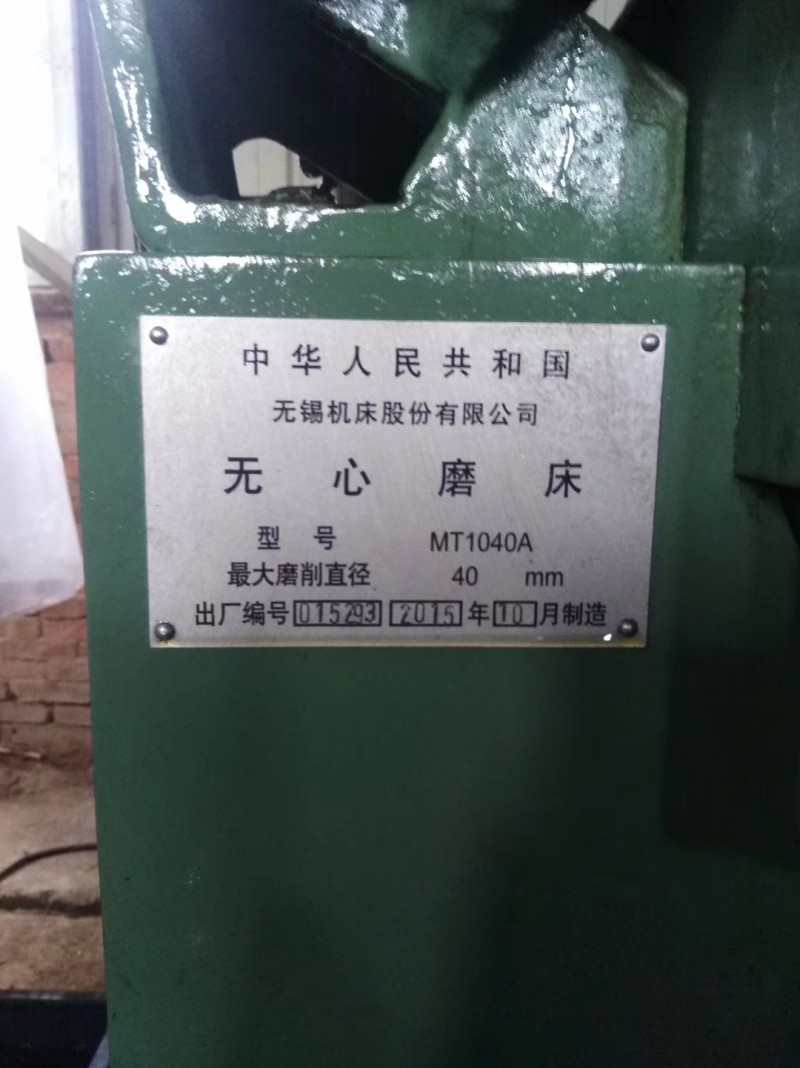 中华人民共和国
无锡机床股份有限公司
无心磨床
型号 MT1040A
最大磨削直径 40 mm
出厂编号 015293 2015 年 10 月制造